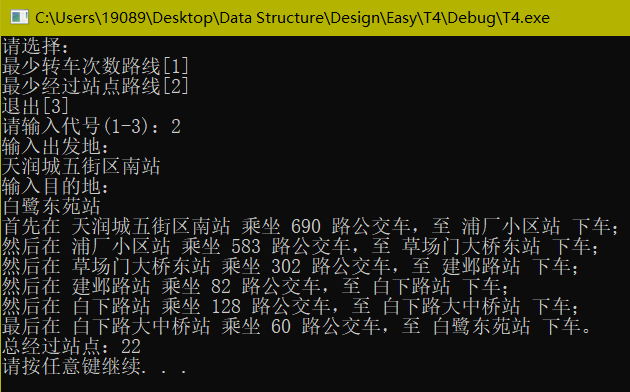 C:\Users\19089\Desktop\Data Structure\Design\Easy\T4\Debug\T4.exe
请选择:
最少转车次数路线[1]
最少经过站点路线[2]
退出[3]
请输入代号(1-3): 2
输入出发地:
天润城五街区南站
输入目的地:
白鹭东苑站
首先在 天润城五街区南站 乘坐 690 路公交车, 至 浦厂小区站 下车;
然后在 浦厂小区站 乘坐 583 路公交车, 至 草场门大桥东站 下车;
然后在 草场门大桥东站 乘坐 302 路公交车, 至 建邺路站 下车;
然后在 建邺路站 乘坐 82 路公交车, 至 白下路站 下车;
然后在 白下路站 乘坐 128 路公交车, 至 白下路大中桥站 下车;
最后在 白下路大中桥站 乘坐 60 路公交车, 至 白鹭东苑站 下车。
总经过站点: 22
请按任意键继续. . .